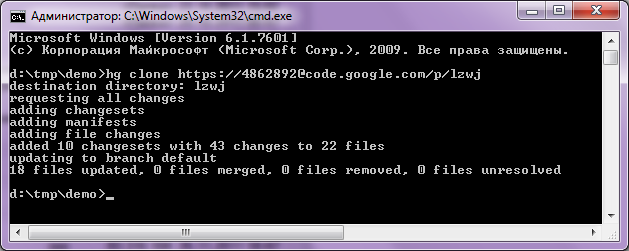 Администратор: C:\Windows\System32\cmd.exe
Microsoft Windows [Version 6.1.7601]
(c) Корпорация Майкрософт (Microsoft Corp.), 2009. Все права защищены.
d:\tmp\demo>hg clone https://4862892@code.google.com/p/lzwj
destination directory: lzwj
requesting all changes
adding changesets
adding manifests
adding file changes
added 10 changesets with 43 changes to 22 files
updating to branch default
18 files updated, 0 files merged, 0 files removed, 0 files unresolved
d:\tmp\demo>_